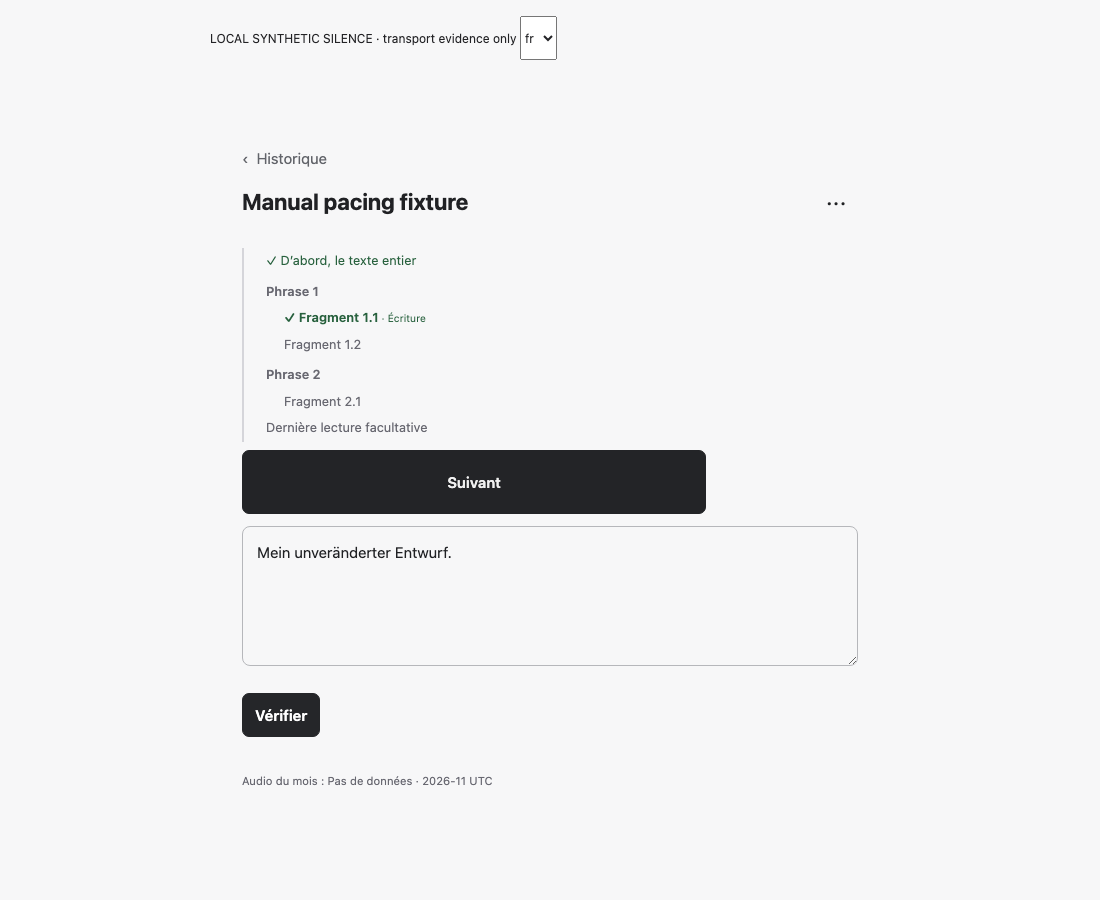 LOCAL SYNTHETIC SILENCE · transport evidence only fr
‹ Historique
Manual pacing fixture ...
✓ D'abord, le texte entier
Phrase 1
✓ Fragment 1.1 · Écriture
Fragment 1.2
Phrase 2
Fragment 2.1
Dernière lecture facultative
Suivant
Mein unveränderter Entwurf.
Vérifier
Audio du mois : Pas de données · 2026-11 UTC